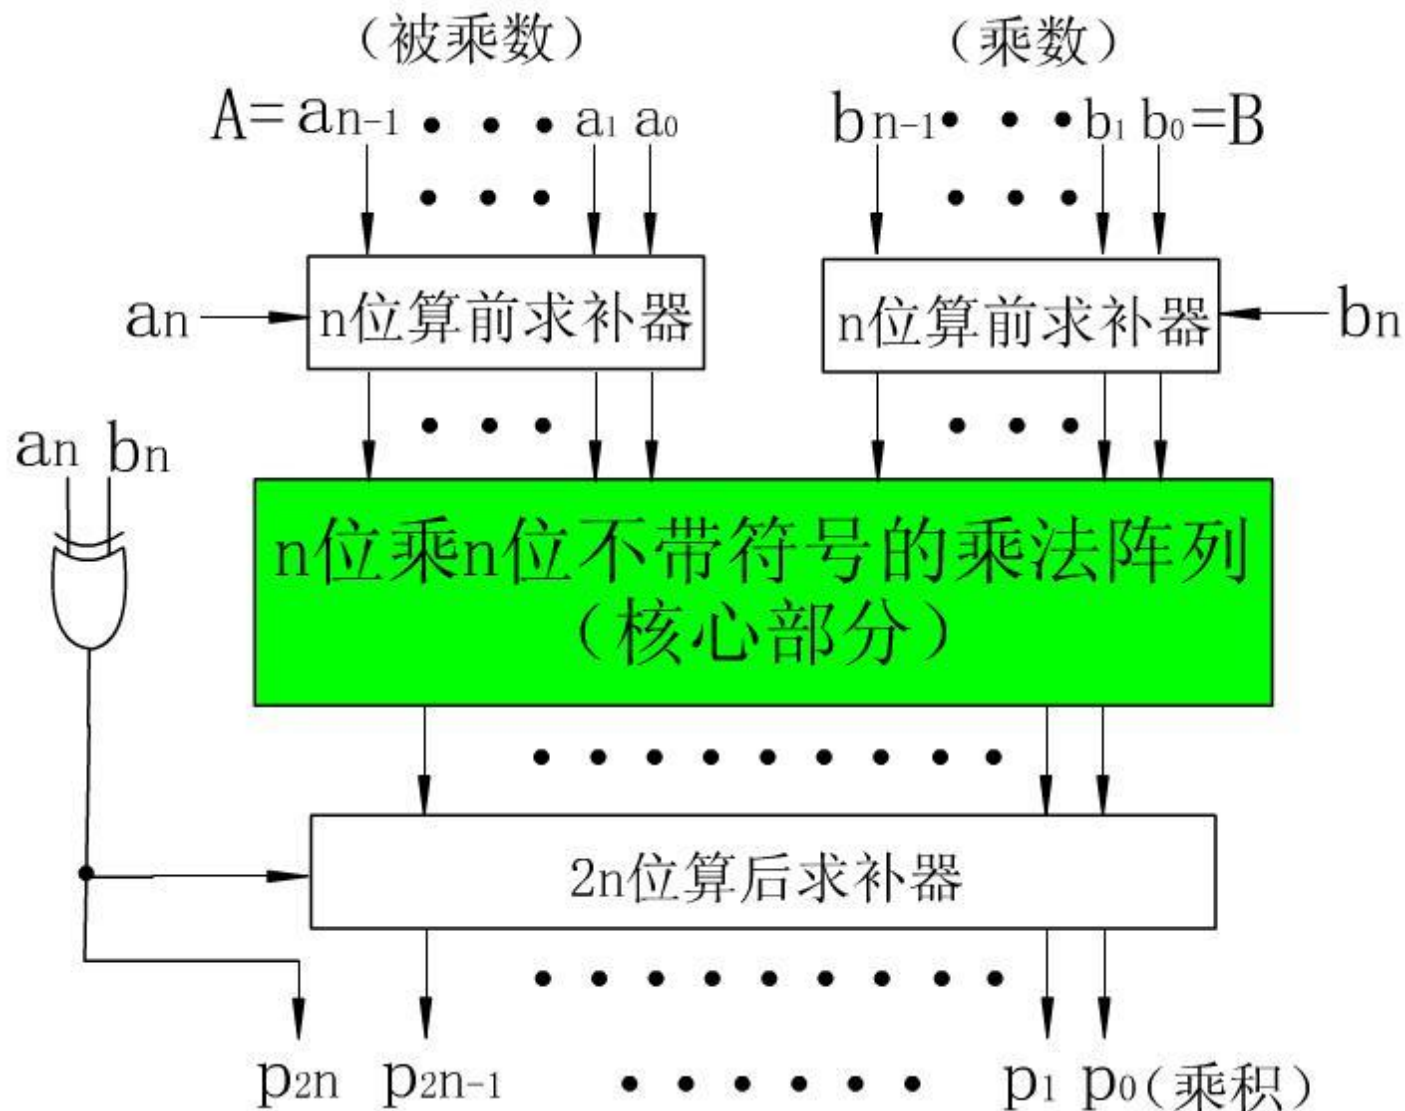 （被乘数） （乘数）
A=an-1 • • • a1 a0 bn-1 • • • b1 b0=B
an n位算前求补器 n位算前求补器 bn
an bn
n位乘n位不带符号的乘法阵列
（核心部分）
2n位算后求补器
p2n p2n-1 • • • • • • p1 p0(乘积）